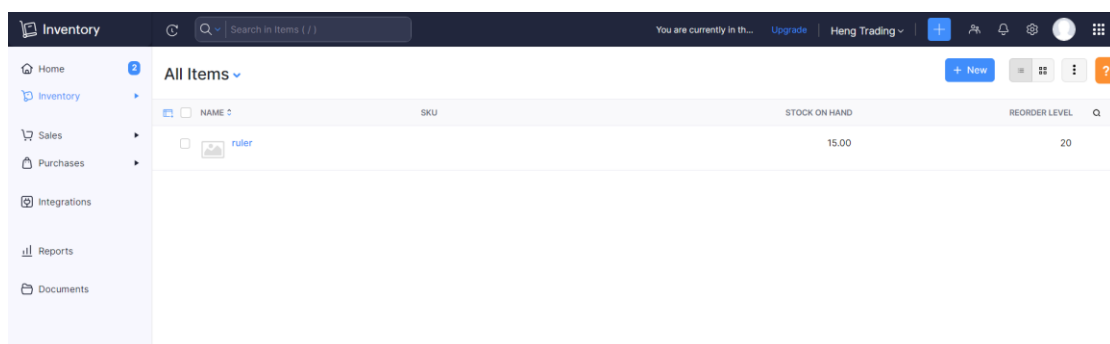 Inventory
Search in Items ( / )
You are currently in th... Upgrade Heng Trading
Home 2
Inventory
Sales
Purchases
Integrations
Reports
Documents
All Items
+ New
?
NAME SKU STOCK ON HAND REORDER LEVEL
ruler 15.00 20